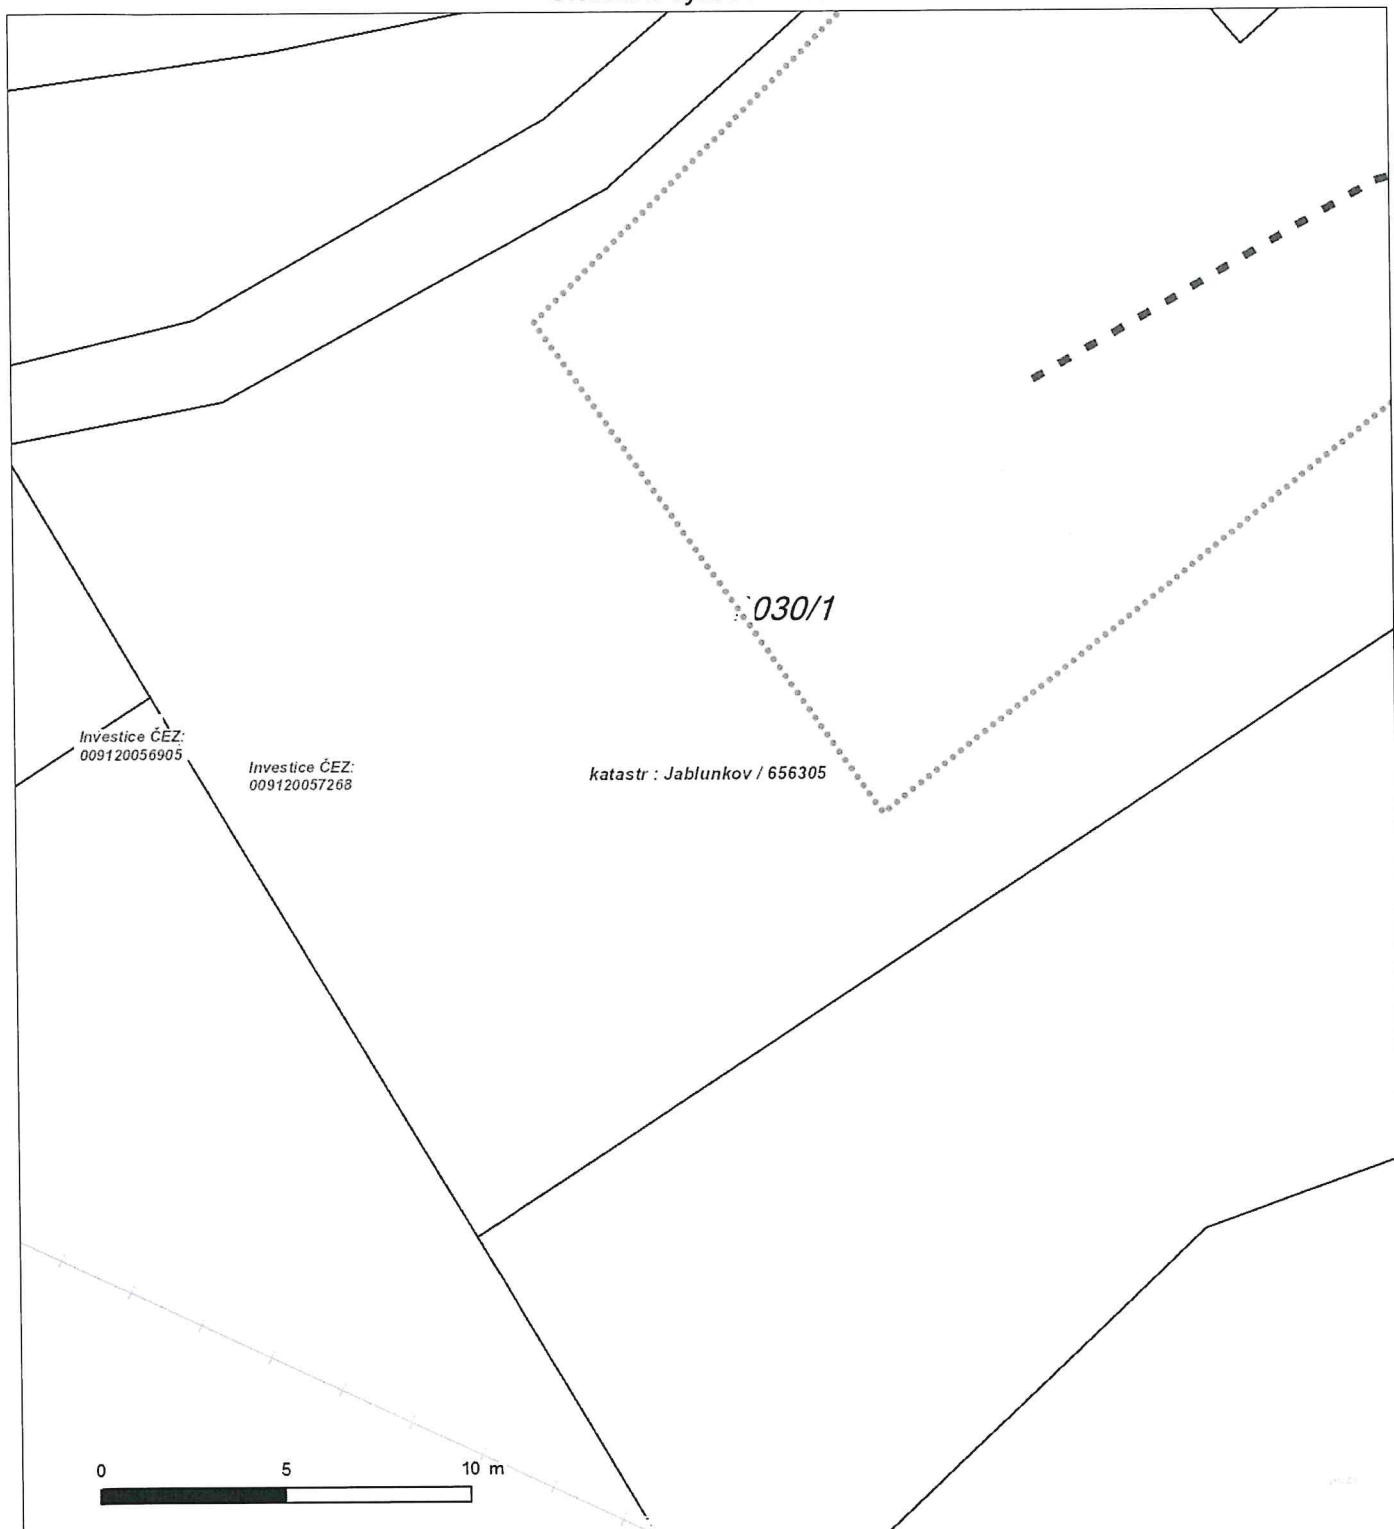 030/1
Investice ČEZ:
009120056905
Investice ČEZ:
009120057268
katastr : Jablunkov / 656305
0 5 10 m